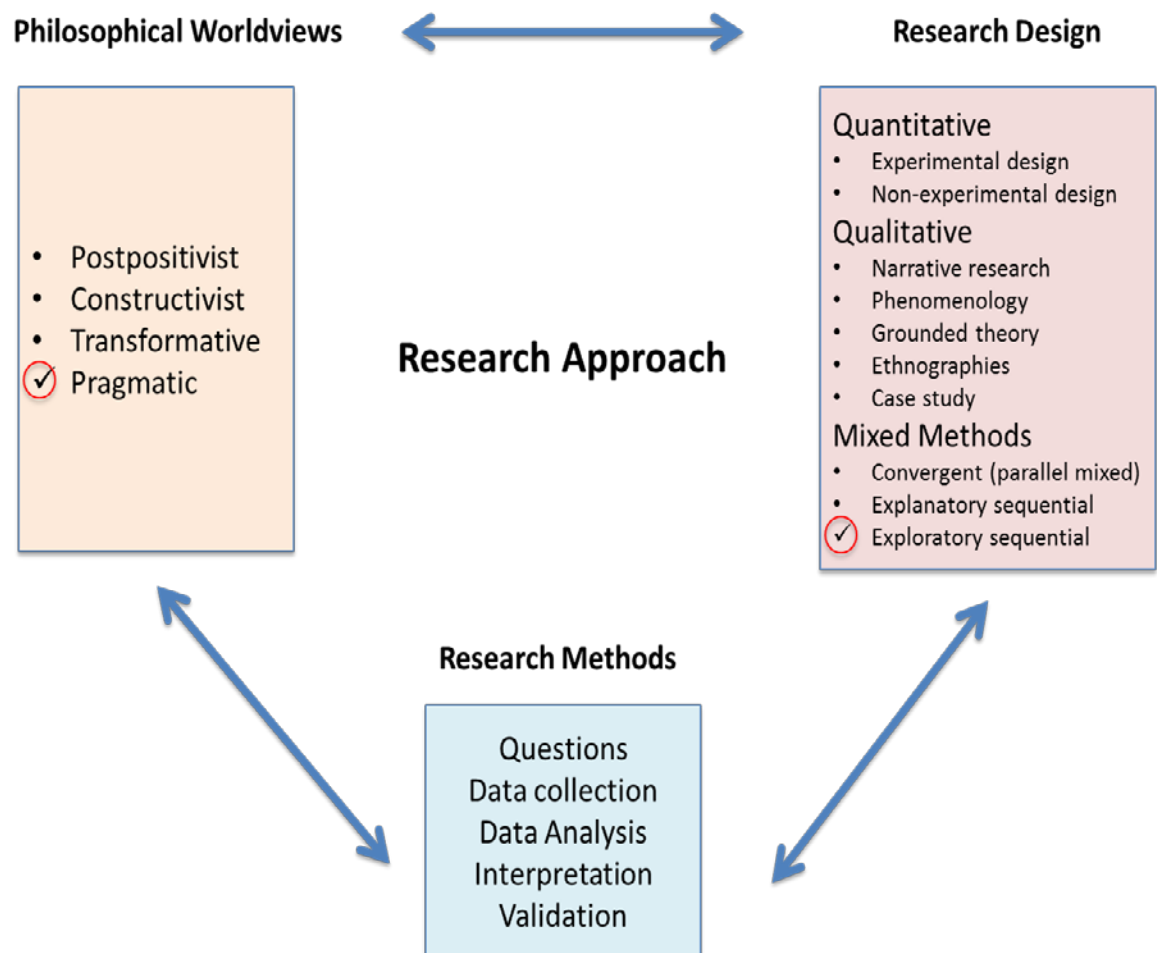 Philosophical Worldviews
Research Design
• Postpositivist
• Constructivist
• Transformative
✓ Pragmatic
Research Approach
Quantitative
• Experimental design
• Non-experimental design
Qualitative
• Narrative research
• Phenomenology
• Grounded theory
• Ethnographies
• Case study
Mixed Methods
• Convergent (parallel mixed)
• Explanatory sequential
✓ Exploratory sequential
Research Methods
Questions
Data collection
Data Analysis
Interpretation
Validation